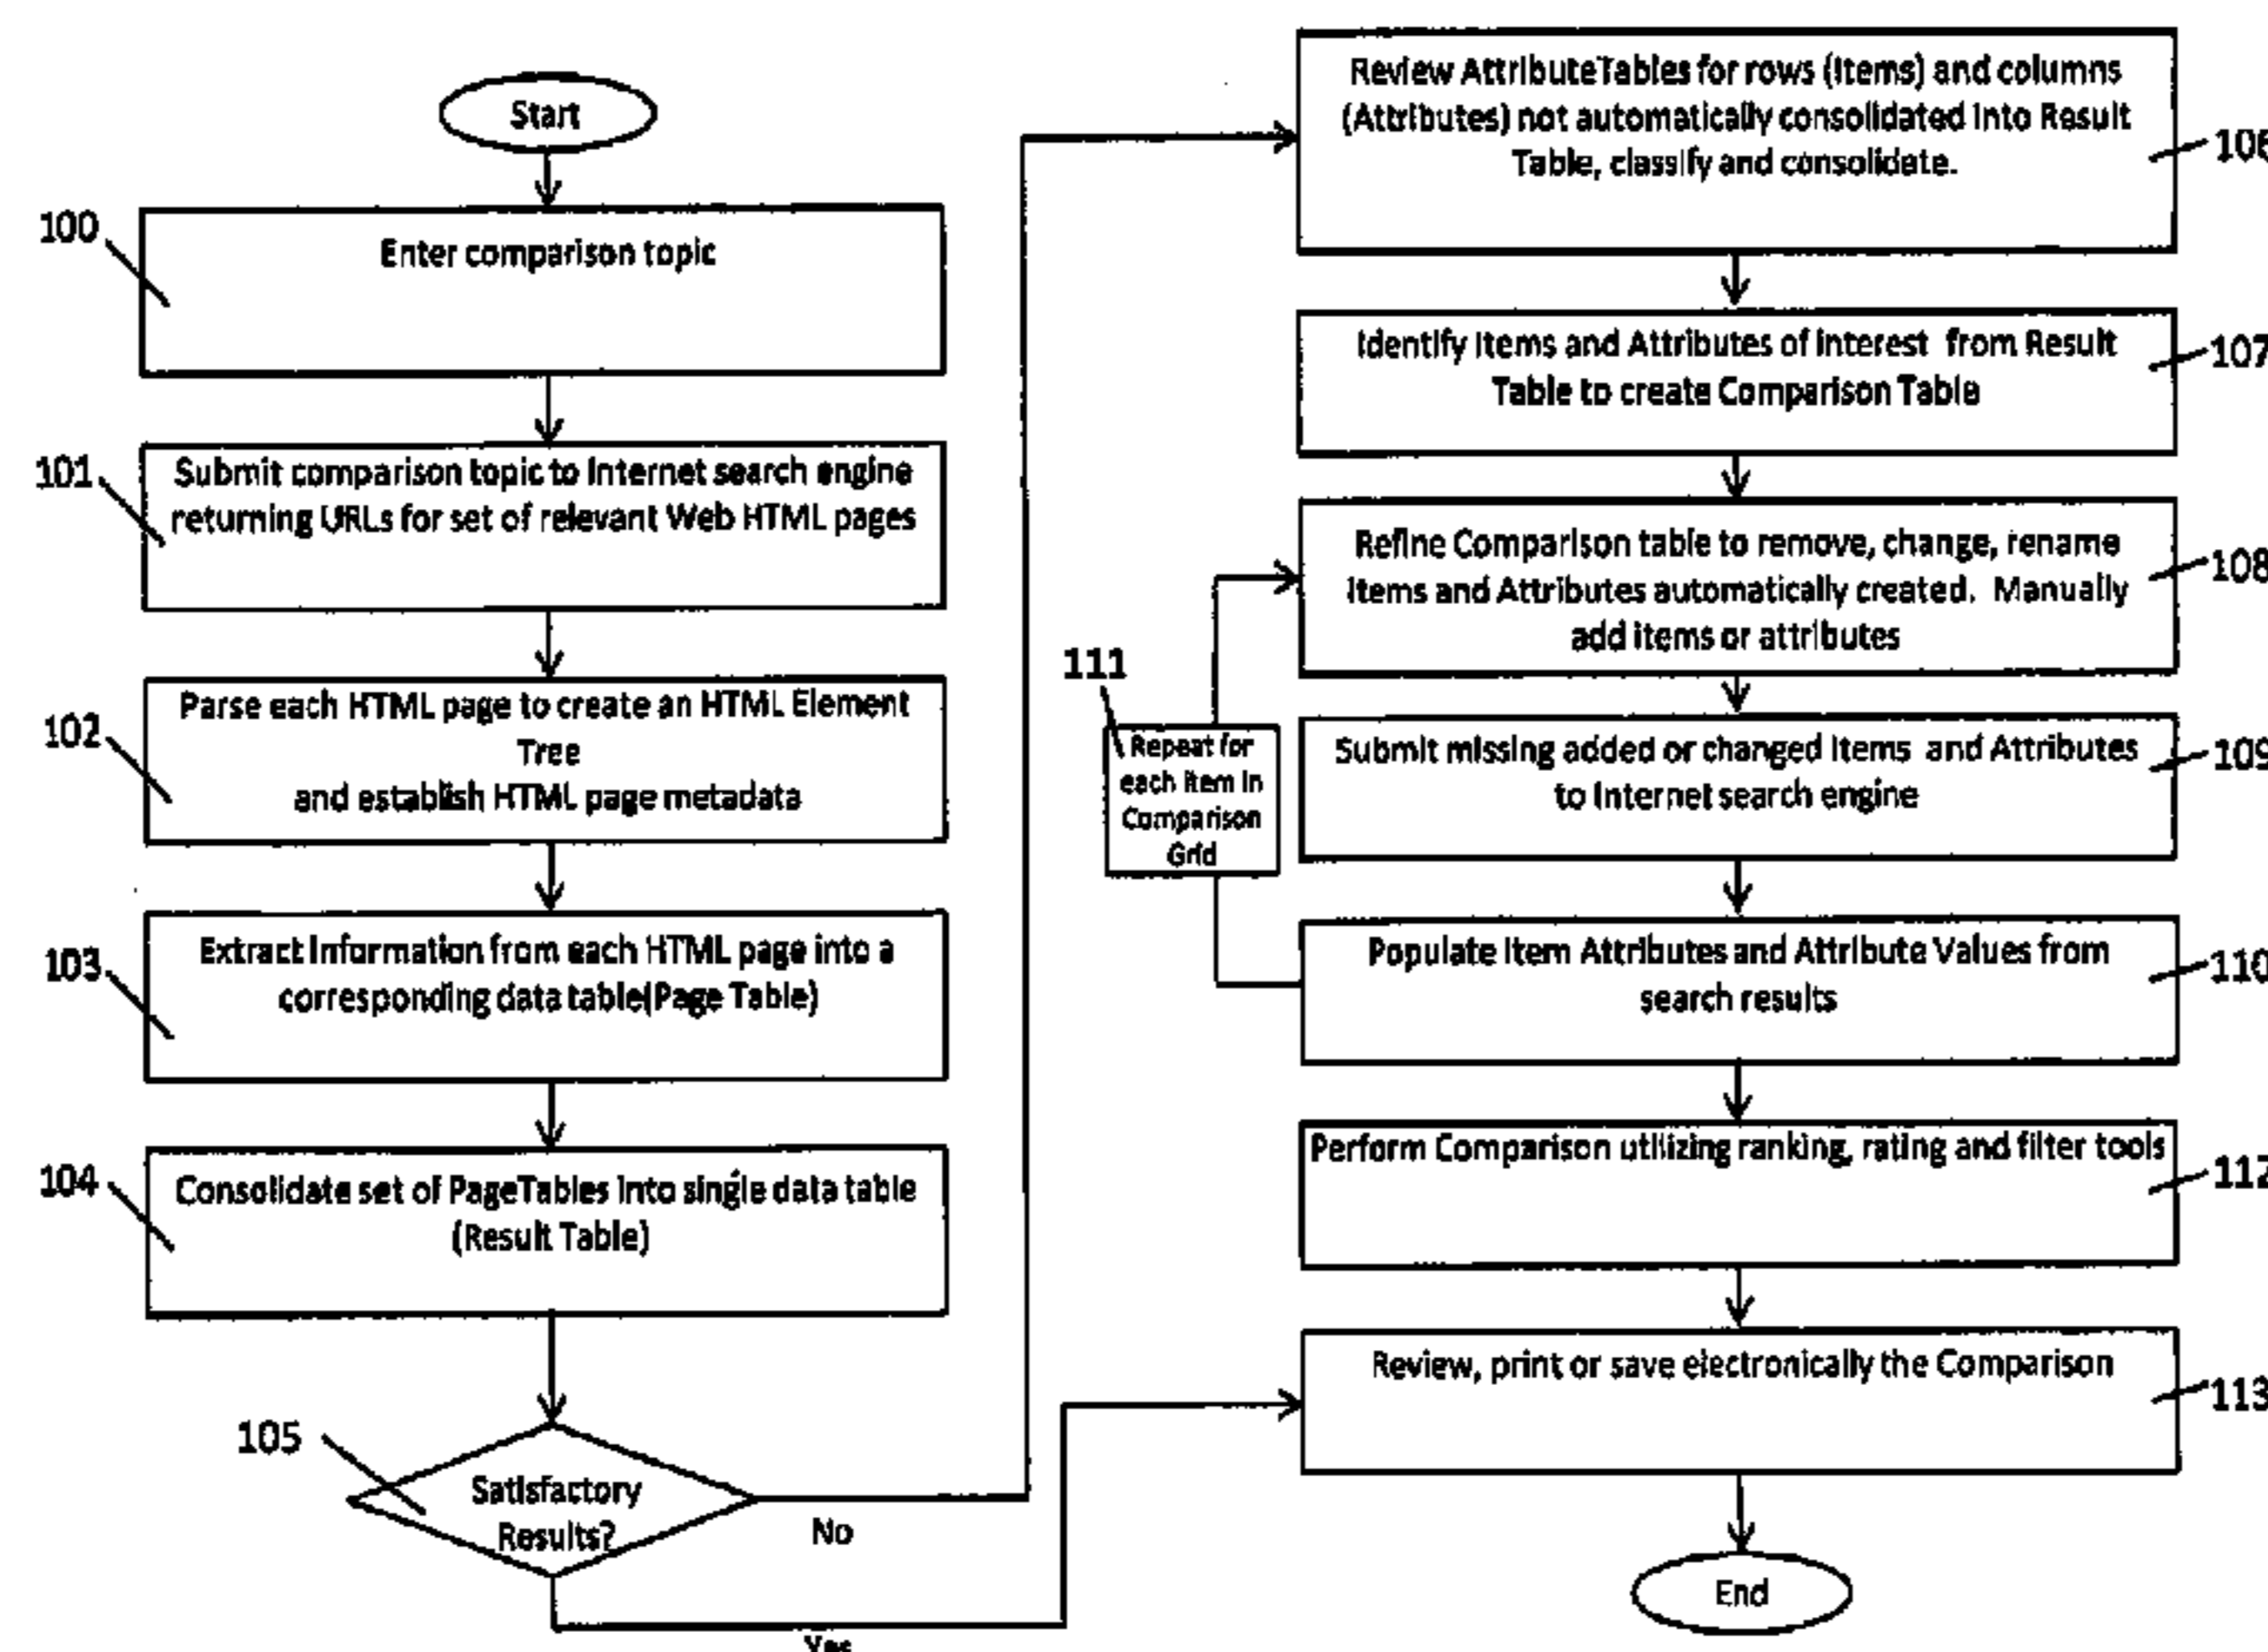 Start
100
Enter comparison topic
101
Submit comparison topic to Internet search engine
returning URLs for set of relevant Web HTML pages
102
Parse each HTML page to create an HTML Element
Tree
and establish HTML page metadata
103
Extract Information from each HTML page into a
corresponding data table(Page Table)
104
Consolidate set of PageTables into single data table
(Result Table)
105
Satisfactory
Results?
No
Yes
Review AttributeTables for rows (Items) and columns
(Attributes) not automatically consolidated into Result
Table, classify and consolidate.
106
Identify Items and Attributes of interest from Result
Table to create Comparison Table
107
Refine Comparison table to remove, change, rename
Items and Attributes automatically created. Manually
add items or attributes
108
111
Repeat for
each item in
Comparison
Grid
Submit missing added or changed Items and Attributes
to Internet search engine
109
Populate Item Attributes and Attribute Values from
search results
110
Perform Comparison utilizing ranking, rating and filter tools
112
Review, print or save electronically the Comparison
113
End